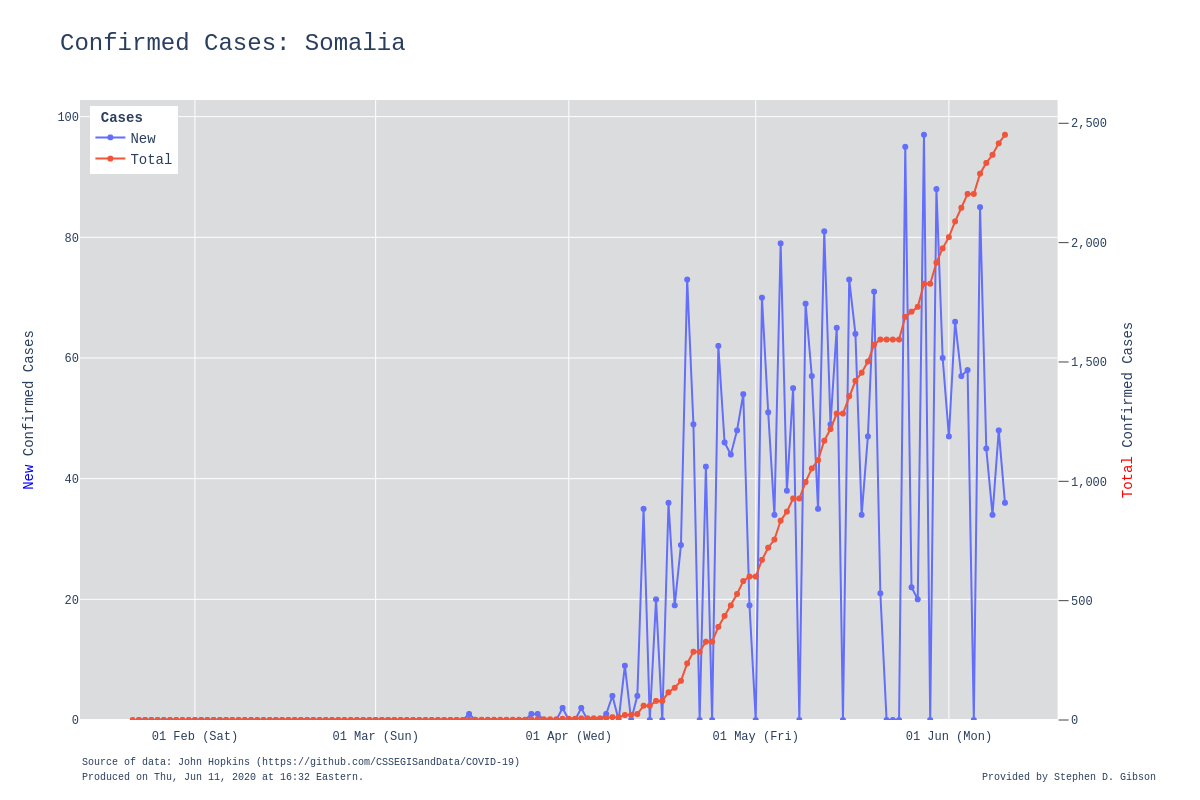 Confirmed Cases: Somalia
Cases
New
Total
100
80
60
40
20
0
New Confirmed Cases
2,500
2,000
1,500
1,000
500
0
Total Confirmed Cases
01 Feb (Sat)
01 Mar (Sun)
01 Apr (Wed)
01 May (Fri)
01 Jun (Mon)
Source of data: John Hopkins (https://github.com/CSSEGISandData/COVID-19)
Produced on Thu, Jun 11, 2020 at 16:32 Eastern.
Provided by Stephen D. Gibson